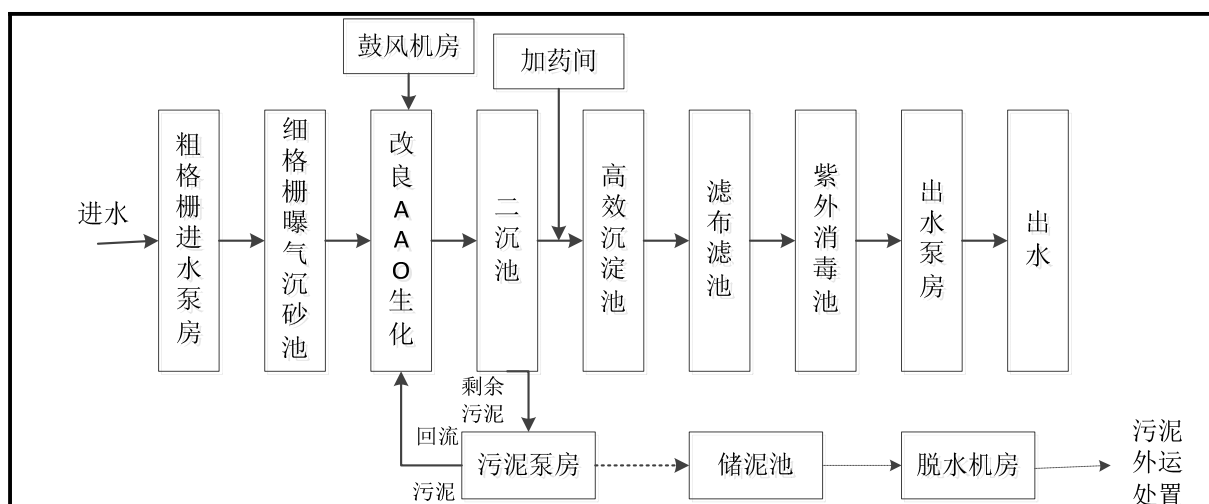 鼓风机房
加药间
进水
粗格栅进水泵房
细格栅曝气沉砂池
改良AAO生化
二沉池
高效沉淀池
滤布滤池
紫外消毒池
出水泵房
出水
剩余
污泥
回流
污泥
污泥泵房
储泥池
脱水机房
污泥
外运
处置